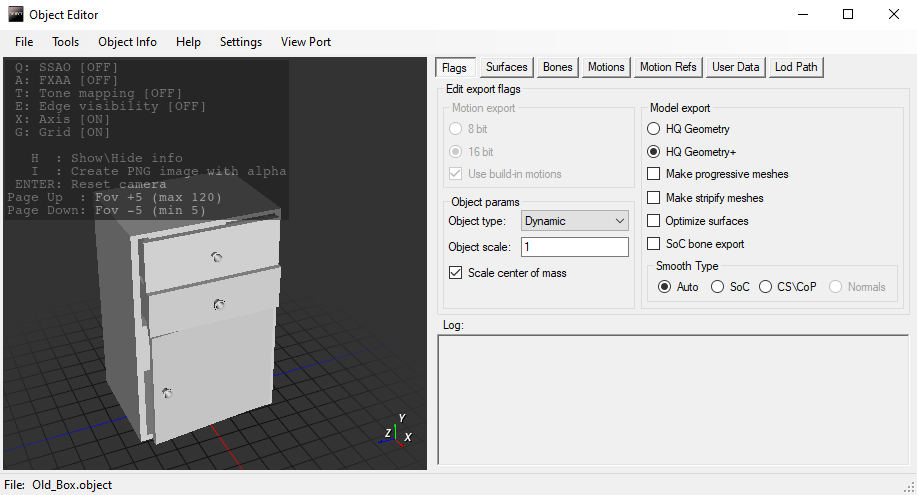 Object Editor
File Tools Object Info Help Settings View Port
Q: SSAO [OFF]
A: FXAA [OFF]
T: Tone mapping [OFF]
E: Edge visibility [OFF]
X: Axis [ON]
G: Grid [ON]
H : Show\Hide info
I : Create PNG image with alpha
ENTER: Reset camera
Page Up : Fov +5 (max 120)
Page Down: Fov -5 (min 5)
Y
Z X
Flags Surfaces Bones Motions Motion Refs User Data Lod Path
Edit export flags
Motion export
8 bit
16 bit
Use build-in motions
Object params
Object type: Dynamic
Object scale: 1
Scale center of mass
Model export
HQ Geometry
HQ Geometry+
Make progressive meshes
Make stripify meshes
Optimize surfaces
SoC bone export
Smooth Type
Auto SoC CS\CoP Normals
Log:
File: Old_Box.object